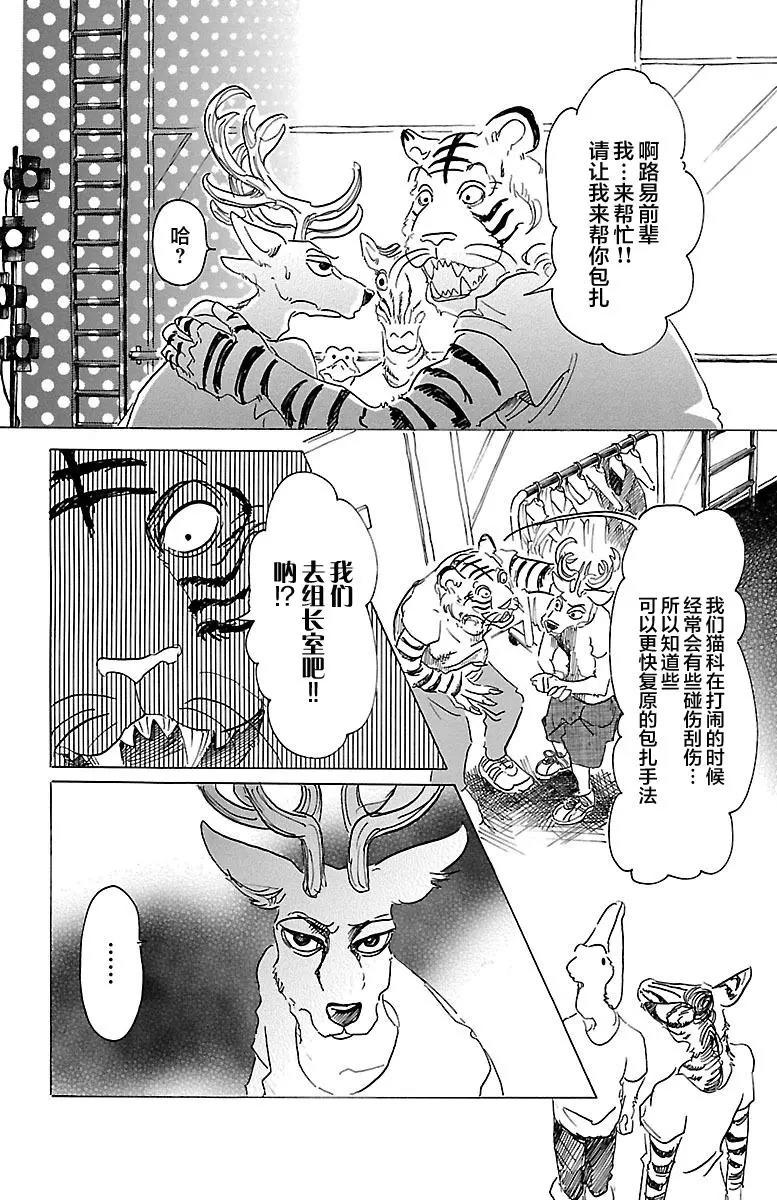 啊路易前辈
我…来帮忙!!
请让我来帮你包扎
哈?
我们猫科在打闹的时候
经常会有些碰伤刮伤…
所以知道些
可以更快复原的包扎手法
我们
去组长室吧!!
呐!?
……